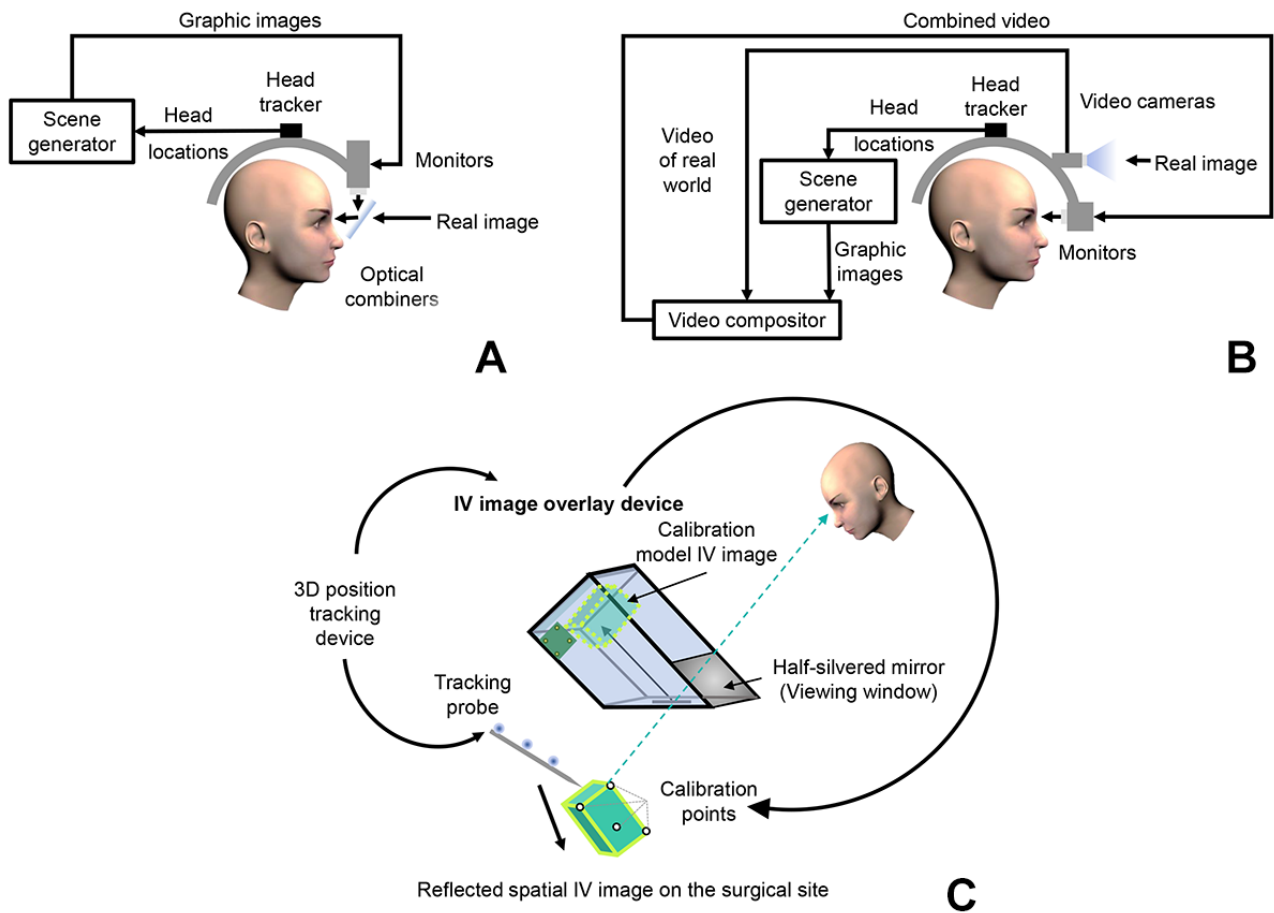 Graphic images
Head
tracker
Scene
generator
Head
locations
Monitors
Real image
Optical
combiners
A
Combined video
Head
tracker
Video cameras
Head
locations
Video
of real
world
Real image
Scene
generator
Graphic
images
Monitors
Video compositor
B
IV image overlay device
Calibration
model IV image
3D position
tracking
device
Half-silvered mirror
(Viewing window)
Tracking
probe
Calibration
points
Reflected spatial IV image on the surgical site
C